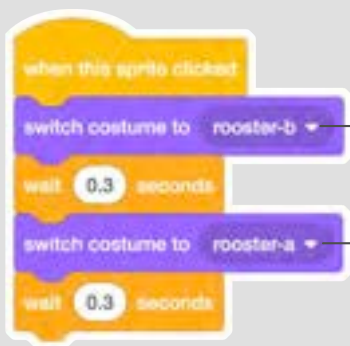 when this sprite clicked
switch costume to rooster-b
wait 0.3 seconds
switch costume to rooster-a
wait 0.3 seconds